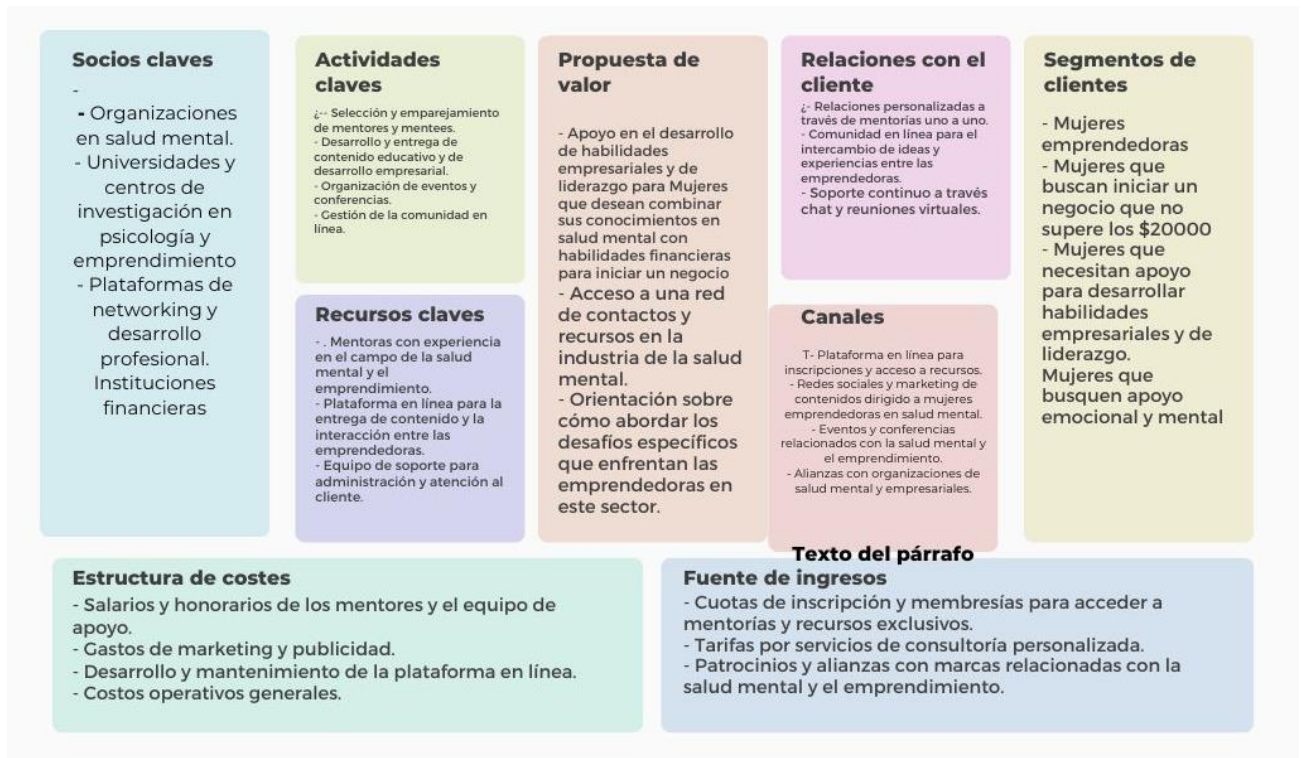 Socios claves
-
- Organizaciones
en salud mental.
- Universidades y
centros de
investigación en
psicología y
emprendimiento
- Plataformas de
networking y
desarrollo
profesional.
Instituciones
financieras
Actividades
claves
¿-- Selección y emparejamiento
de mentores y mentees.
- Desarrollo y entrega de
contenido educativo y de
desarrollo empresarial.
- Organización de eventos y
conferencias.
- Gestión de la comunidad en
línea.
Recursos claves
- . Mentoras con experiencia
en el campo de la salud
mental y el
emprendimiento.
- Plataforma en línea para la
entrega de contenido y la
interacción entre las
emprendedoras.
- Equipo de soporte para
administración y atención al
cliente.
Propuesta de
valor
- Apoyo en el desarrollo
de habilidades
empresariales y de
liderazgo para Mujeres
que desean combinar
sus conocimientos en
salud mental con
habilidades financieras
para iniciar un negocio
- Acceso a una red
de contactos y
recursos en la
industria de la salud
mental.
- Orientación sobre
cómo abordar los
desafíos específicos
que enfrentan las
emprendedoras en
este sector.
Relaciones con el
cliente
¿- Relaciones personalizadas a
través de mentorías uno a uno.
- Comunidad en línea para el
intercambio de ideas y
experiencias entre las
emprendedoras.
- Soporte continuo a través
chat y reuniones virtuales.
Canales
T- Plataforma en línea para
inscripciones y acceso a recursos.
- Redes sociales y marketing de
contenidos dirigido a mujeres
emprendedoras en salud mental.
- Eventos y conferencias
relacionados con la salud mental y
el emprendimiento.
- Alianzas con organizaciones de
salud mental y empresariales.
Segmentos de
clientes
- Mujeres
emprendedoras
- Mujeres que
buscan iniciar un
negocio que no
supere los $20000
- Mujeres que
necesitan apoyo
para desarrollar
habilidades
empresariales y de
liderazgo.
Mujeres que
busquen apoyo
emocional y mental
Estructura de costes
- Salarios y honorarios de los mentores y el equipo de
apoyo.
- Gastos de marketing y publicidad.
- Desarrollo y mantenimiento de la plataforma en línea.
- Costos operativos generales.
Texto del párrafo
Fuente de ingresos
- Cuotas de inscripción y membresías para acceder a
mentorías y recursos exclusivos.
- Tarifas por servicios de consultoría personalizada.
- Patrocinios y alianzas con marcas relacionadas con la
salud mental y el emprendimiento.